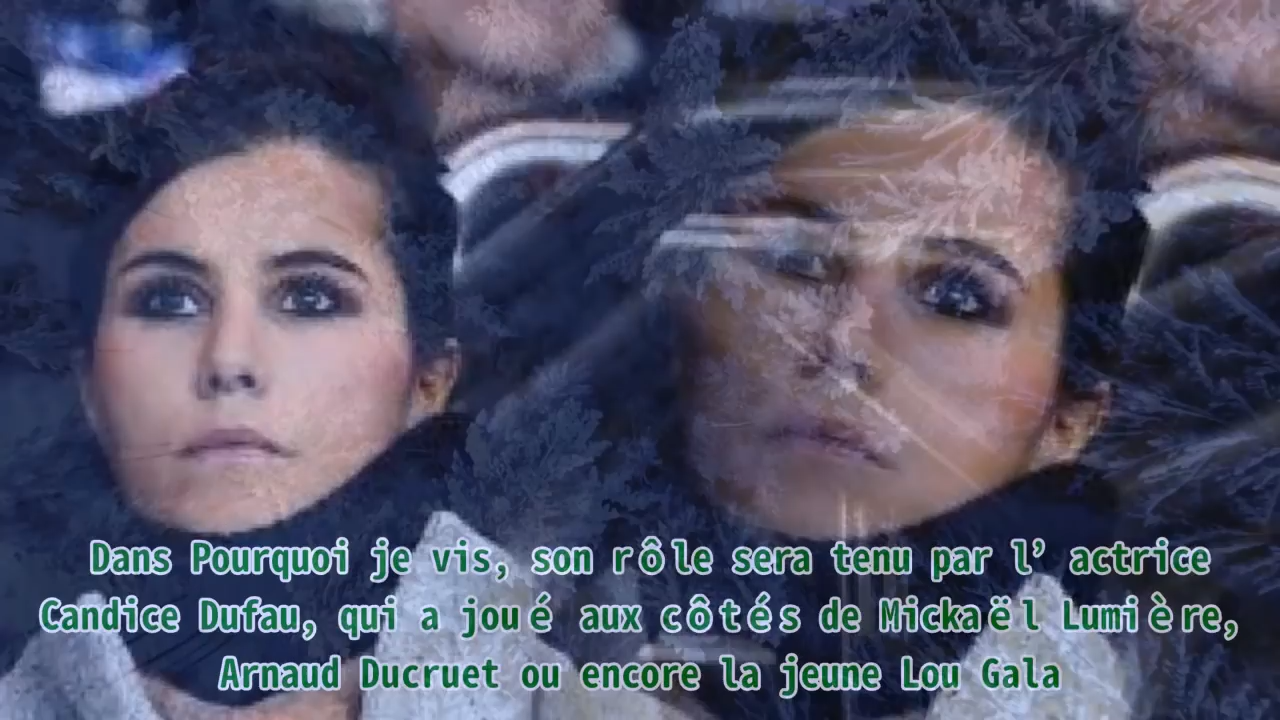 Dans Pourquoi je vis, son rôle sera tenu par l’ actrice
Candice Dufau, qui a joué aux côtés de Mickaël Lumière,
Arnaud Ducruet ou encore la jeune Lou Gala